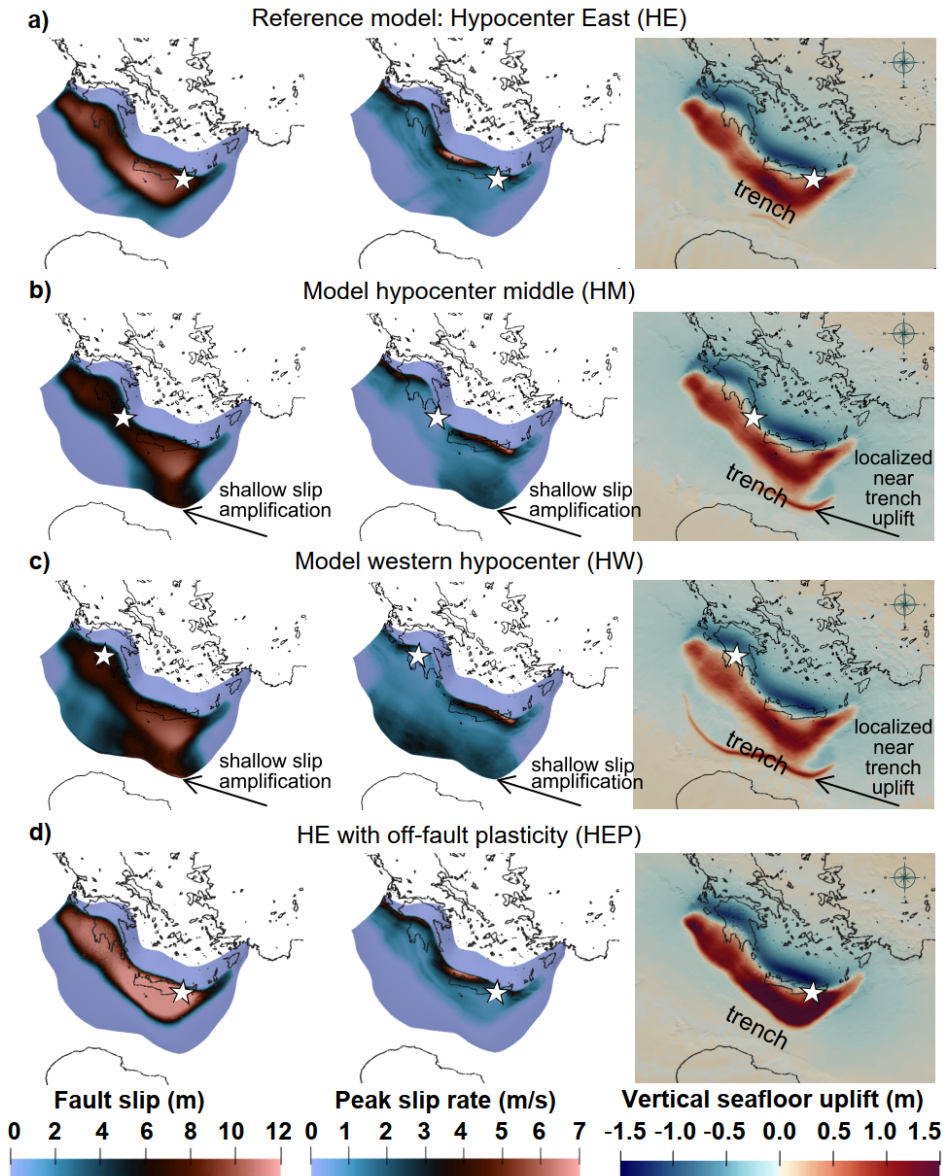 a) Reference model: Hypocenter East (HE)
trench
b) Model hypocenter middle (HM)
shallow slip
amplification
shallow slip
amplification
trench
localized
near
trench
uplift
c) Model western hypocenter (HW)
shallow slip
amplification
shallow slip
amplification
trench
localized
near
trench
uplift
d) HE with off-fault plasticity (HEP)
trench
Fault slip (m)
0 2 4 6 8 10 12
Peak slip rate (m/s)
0 1 2 3 4 5 6 7
Vertical seafloor uplift (m)
-1.5 -1.0 -0.5 0.0 0.5 1.0 1.5